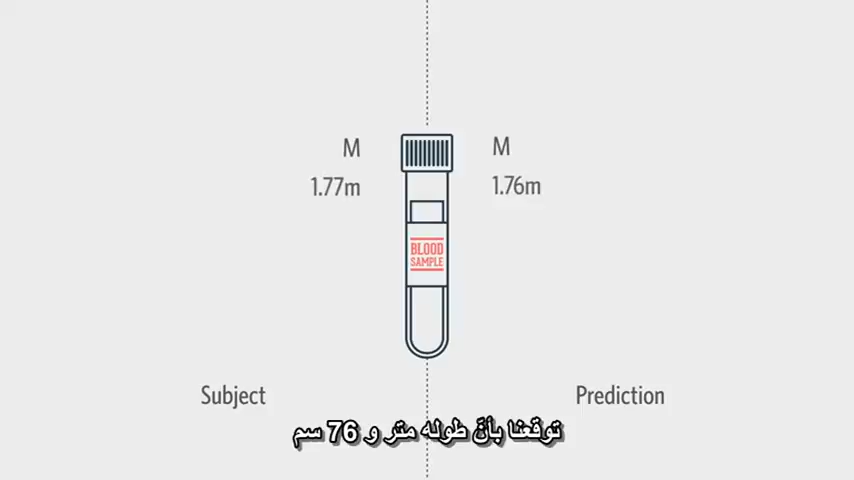 M
M
1.77m
1.76m
BLOOD
SAMPLE
Subject
Prediction
توقعنا بأنّ طوله متر و 76 سم